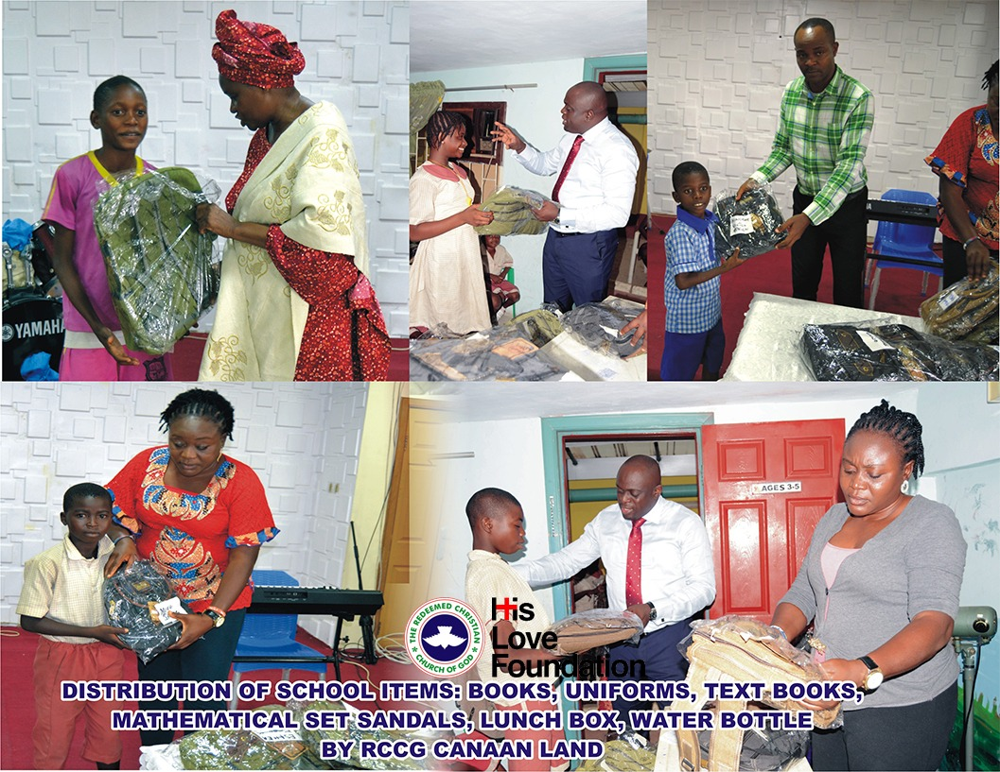 YAMAHA
AGES 3-5
THE REDEEMED CHRISTIAN
CHURCH OF GOD
His
Love
Foundation
DISTRIBUTION OF SCHOOL ITEMS: BOOKS, UNIFORMS, TEXT BOOKS,
MATHEMATICAL SET SANDALS, LUNCH BOX, WATER BOTTLE
BY RCCG CANAAN LAND